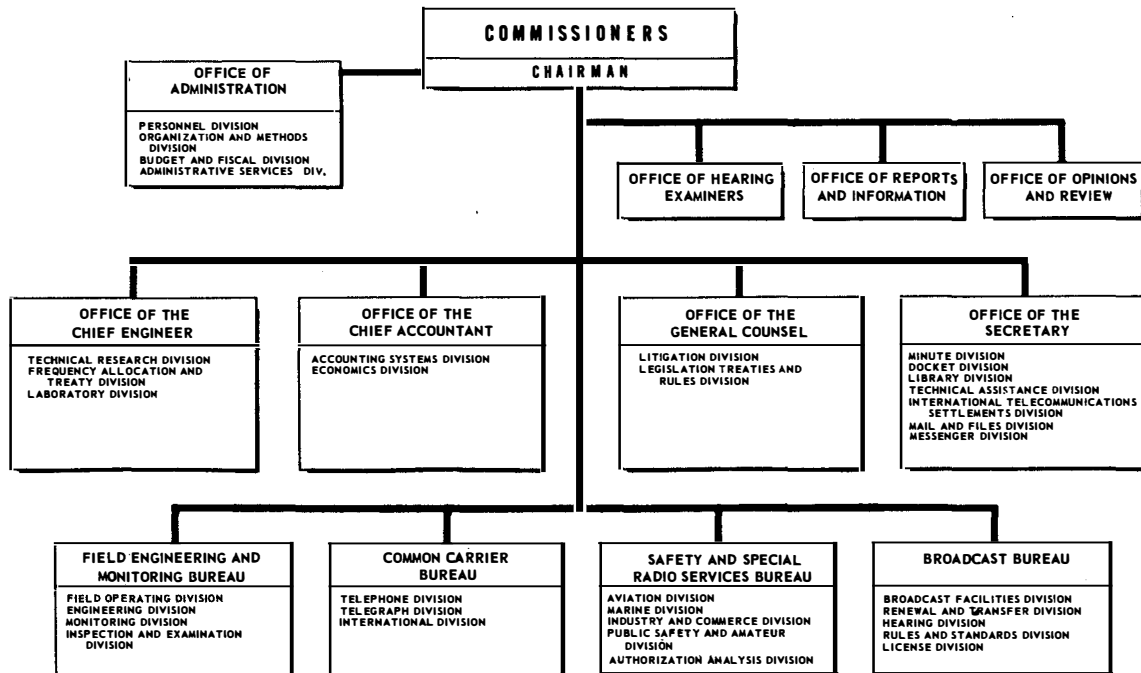 COMMISSIONERS
CHAIRMAN
OFFICE OF
ADMINISTRATION
PERSONNEL DIVISION
ORGANIZATION AND METHODS
DIVISION
BUDGET AND FISCAL DIVISION
ADMINISTRATIVE SERVICES DIV.
OFFICE OF HEARING
EXAMINERS
OFFICE OF REPORTS
AND INFORMATION
OFFICE OF OPINIONS
AND REVIEW
OFFICE OF THE
CHIEF ENGINEER
TECHNICAL RESEARCH DIVISION
FREQUENCY ALLOCATION AND
TREATY DIVISION
LABORATORY DIVISION
OFFICE OF THE
CHIEF ACCOUNTANT
ACCOUNTING SYSTEMS DIVISION
ECONOMICS DIVISION
OFFICE OF THE
GENERAL COUNSEL
LITIGATION DIVISION
LEGISLATION TREATIES AND
RULES DIVISION
OFFICE OF THE
SECRETARY
MINUTE DIVISION
DOCKET DIVISION
LIBRARY DIVISION
TECHNICAL ASSISTANCE DIVISION
INTERNATIONAL TELECOMMUNICATIONS
SETTLEMENTS DIVISION
MAIL AND FILES DIVISION
MESSENGER DIVISION
FIELD ENGINEERING AND
MONITORING BUREAU
FIELD OPERATING DIVISION
ENGINEERING DIVISION
MONITORING DIVISION
INSPECTION AND EXAMINATION
DIVISION
COMMON CARRIER
BUREAU
TELEPHONE DIVISION
TELEGRAPH DIVISION
INTERNATIONAL DIVISION
SAFETY AND SPECIAL
RADIO SERVICES BUREAU
AVIATION DIVISION
MARINE DIVISION
INDUSTRY AND COMMERCE DIVISION
PUBLIC SAFETY AND AMATEUR
DIVISION
AUTHORIZATION ANALYSIS DIVISION
BROADCAST BUREAU
BROADCAST FACILITIES DIVISION
RENEWAL AND TRANSFER DIVISION
HEARING DIVISION
RULES AND STANDARDS DIVISION
LICENSE DIVISION